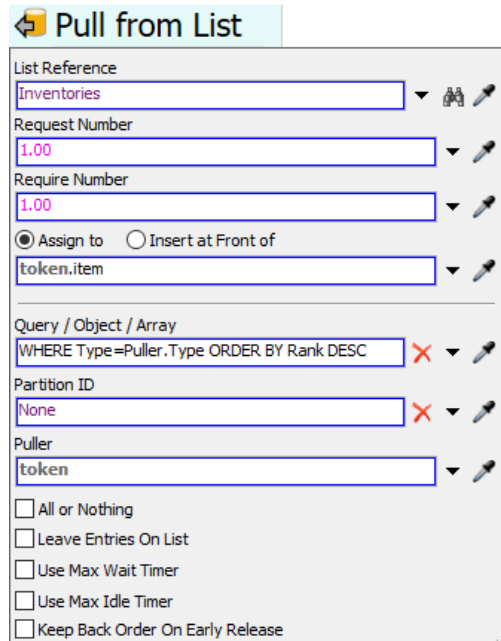 Pull from List
List Reference
Inventories
Request Number
1.00
Require Number
1.00
Assign to Insert at Front of
token.item
Query / Object / Array
WHERE Type=Puller.Type ORDER BY Rank DESC
Partition ID
None
Puller
token
All or Nothing
Leave Entries On List
Use Max Wait Timer
Use Max Idle Timer
Keep Back Order On Early Release